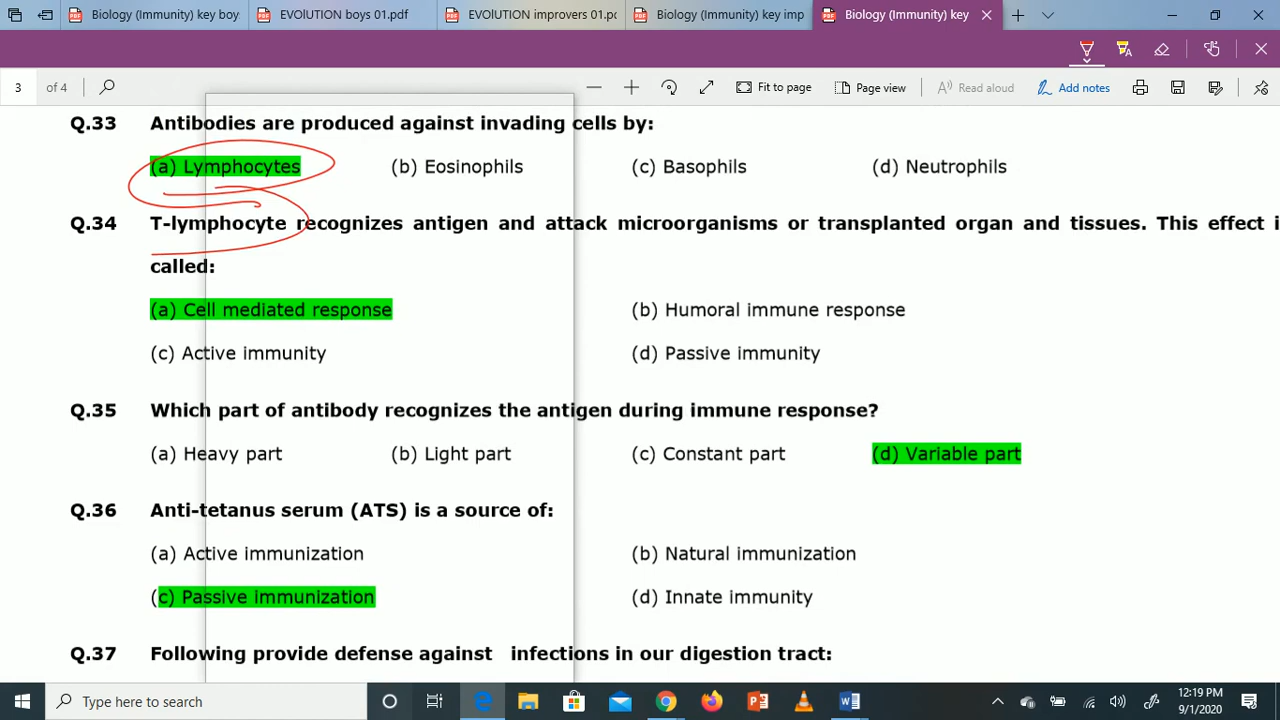 Biology (Immunity) key boy
EVOLUTION boys 01.pdf
EVOLUTION improvers 01.pc
Biology (Immunity) key imp
Biology (Immunity) key
3 of 4
Fit to page
Page view
Read aloud
Add notes
Q.33 Antibodies are produced against invading cells by:
(a) Lymphocytes (b) Eosinophils (c) Basophils (d) Neutrophils
Q.34 T-lymphocyte recognizes antigen and attack microorganisms or transplanted organ and tissues. This effect i
called:
(a) Cell mediated response (b) Humoral immune response
(c) Active immunity (d) Passive immunity
Q.35 Which part of antibody recognizes the antigen during immune response?
(a) Heavy part (b) Light part (c) Constant part (d) Variable part
Q.36 Anti-tetanus serum (ATS) is a source of:
(a) Active immunization (b) Natural immunization
(c) Passive immunization (d) Innate immunity
Q.37 Following provide defense against infections in our digestion tract:
Type here to search
12:19 PM
9/1/2020